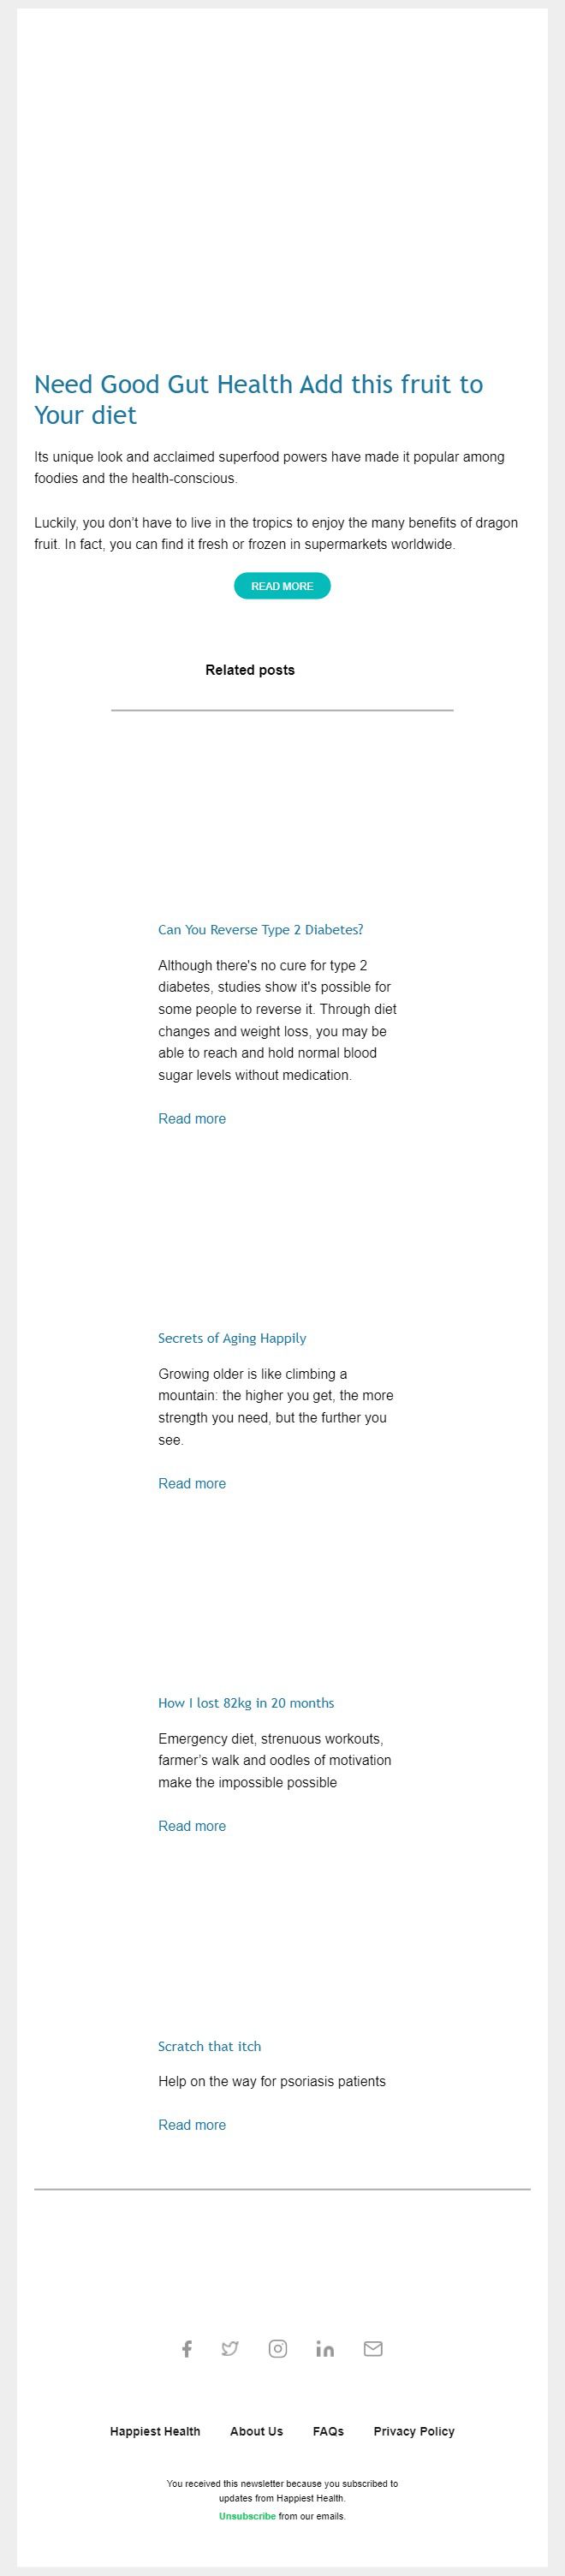 Need Good Gut Health Add this fruit to
Your diet
Its unique look and acclaimed superfood powers have made it popular among
foodies and the health-conscious.
Luckily, you don’t have to live in the tropics to enjoy the many benefits of dragon
fruit. In fact, you can find it fresh or frozen in supermarkets worldwide.
READ MORE
Related posts
Can You Reverse Type 2 Diabetes?
Although there's no cure for type 2
diabetes, studies show it's possible for
some people to reverse it. Through diet
changes and weight loss, you may be
able to reach and hold normal blood
sugar levels without medication.
Read more
Secrets of Aging Happily
Growing older is like climbing a
mountain: the higher you get, the more
strength you need, but the further you
see.
Read more
How I lost 82kg in 20 months
Emergency diet, strenuous workouts,
farmer’s walk and oodles of motivation
make the impossible possible
Read more
Scratch that itch
Help on the way for psoriasis patients
Read more
Happiest Health About Us FAQs Privacy Policy
You received this newsletter because you subscribed to
updates from Happiest Health.
Unsubscribe from our emails.